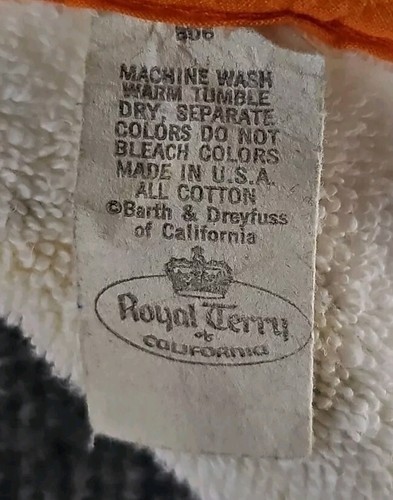 806
MACHINE WASH
WARM TUMBLE
DRY, SEPARATE
COLORS DO NOT
BLEACH COLORS
MADE IN U.S.A.
ALL COTTON
©Barth & Dreyfuss
of California
Royal Terry
of
CALIFORNIA